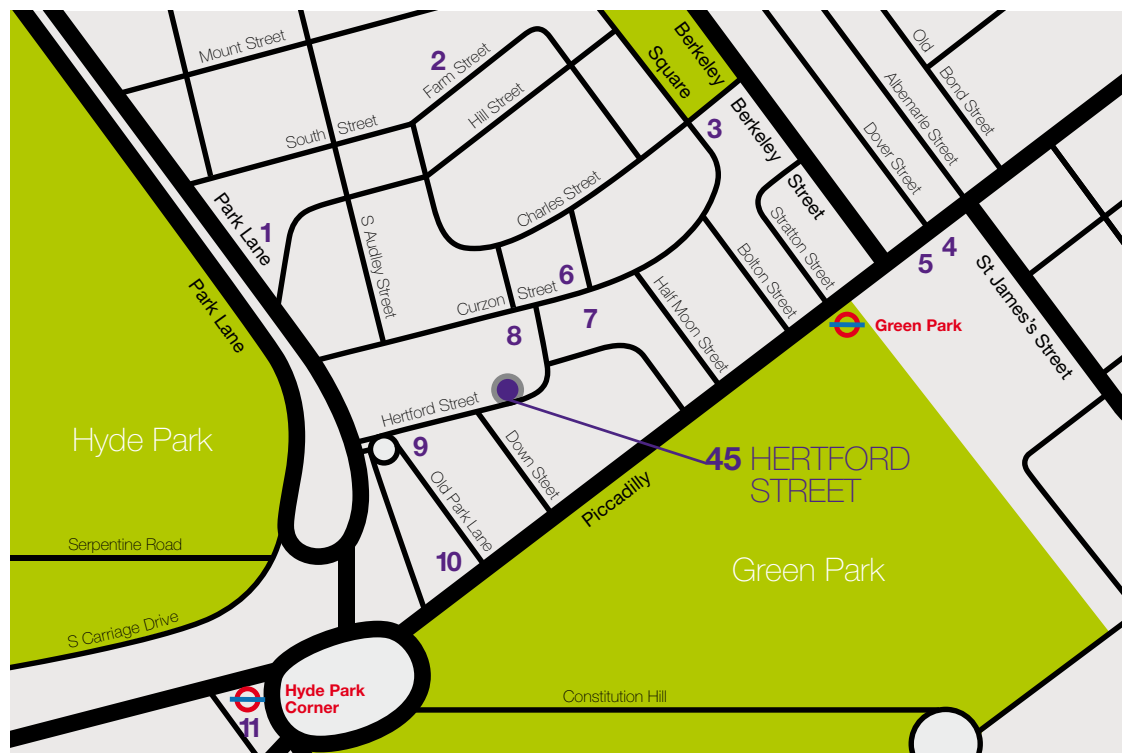 Mount Street
2
Farm Street
Hill Street
South Street
Berkeley
Square
3
Berkeley
Street
Old
Bond Street
Albemarle Street
Dover Street
Stratton Street
Bolton Street
Half Moon Street
Charles Street
Park Lane
1
Park Lane
S Audley Street
Curzon Street
6
7
8
5
4
St James's Street
Green Park
Hyde Park
Hertford Street
9
Down Steet
Old Park Lane
10
Piccadilly
45 HERTFORD
STREET
Green Park
Serpentine Road
S Carriage Drive
Hyde Park
Corner
11
Constitution Hill